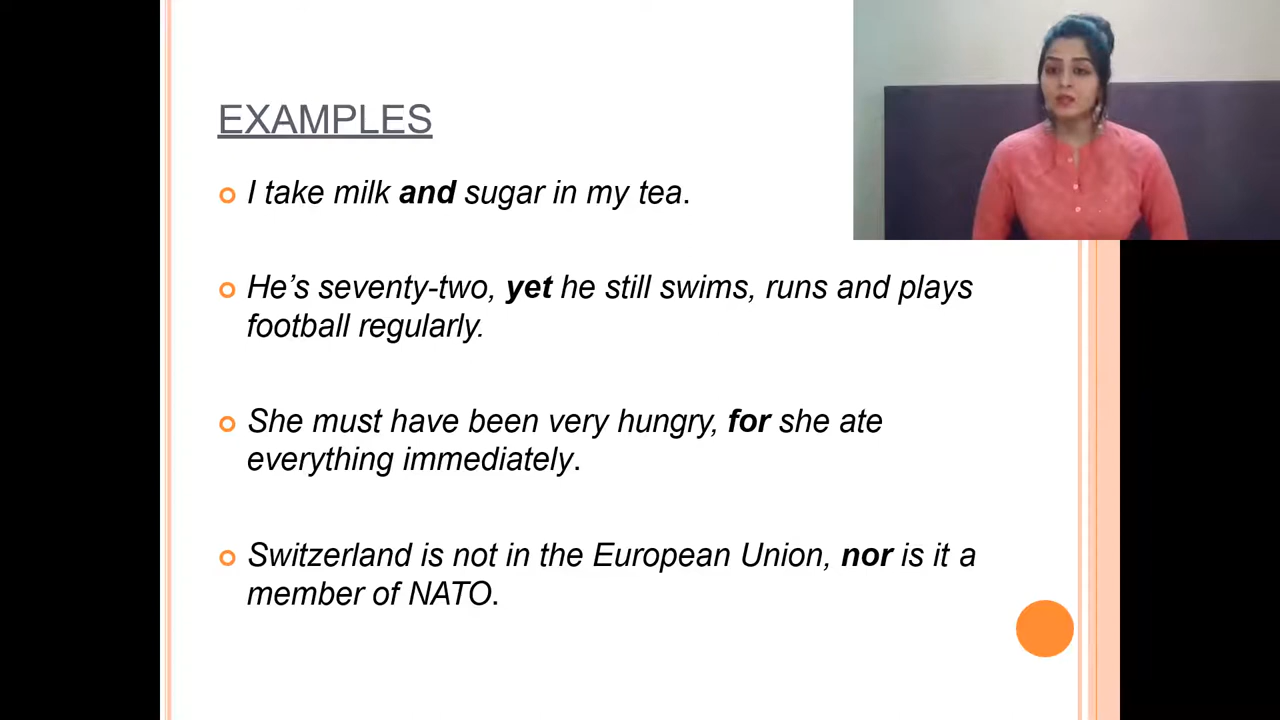 EXAMPLES
I take milk and sugar in my tea.
He’s seventy-two, yet he still swims, runs and plays
football regularly.
She must have been very hungry, for she ate
everything immediately.
Switzerland is not in the European Union, nor is it a
member of NATO.